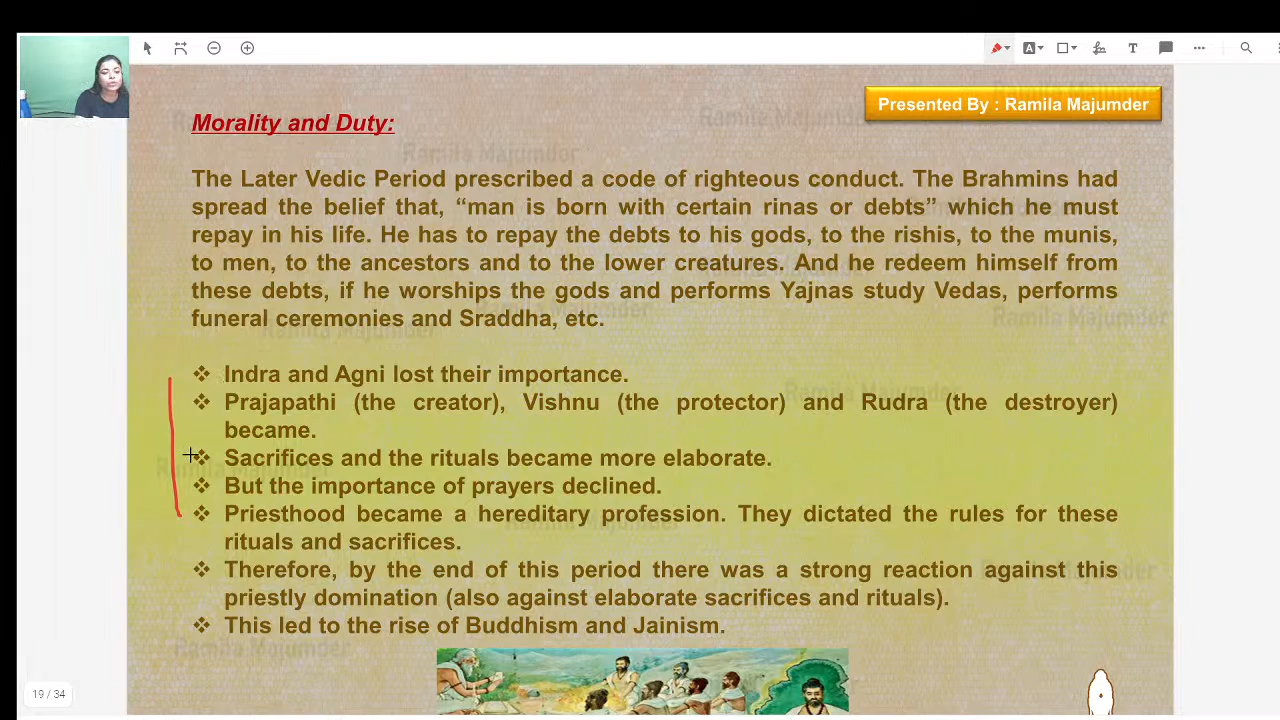 Presented By : Ramila Majumder
Morality and Duty:
The Later Vedic Period prescribed a code of righteous conduct. The Brahmins had
spread the belief that, “man is born with certain rinas or debts” which he must
repay in his life. He has to repay the debts to his gods, to the rishis, to the munis,
to men, to the ancestors and to the lower creatures. And he redeem himself from
these debts, if he worships the gods and performs Yajnas study Vedas, performs
funeral ceremonies and Sraddha, etc.
❖ Indra and Agni lost their importance.
❖ Prajapathi (the creator), Vishnu (the protector) and Rudra (the destroyer)
became.
❖ Sacrifices and the rituals became more elaborate.
❖ But the importance of prayers declined.
❖ Priesthood became a hereditary profession. They dictated the rules for these
rituals and sacrifices.
❖ Therefore, by the end of this period there was a strong reaction against this
priestly domination (also against elaborate sacrifices and rituals).
❖ This led to the rise of Buddhism and Jainism.
19 / 34